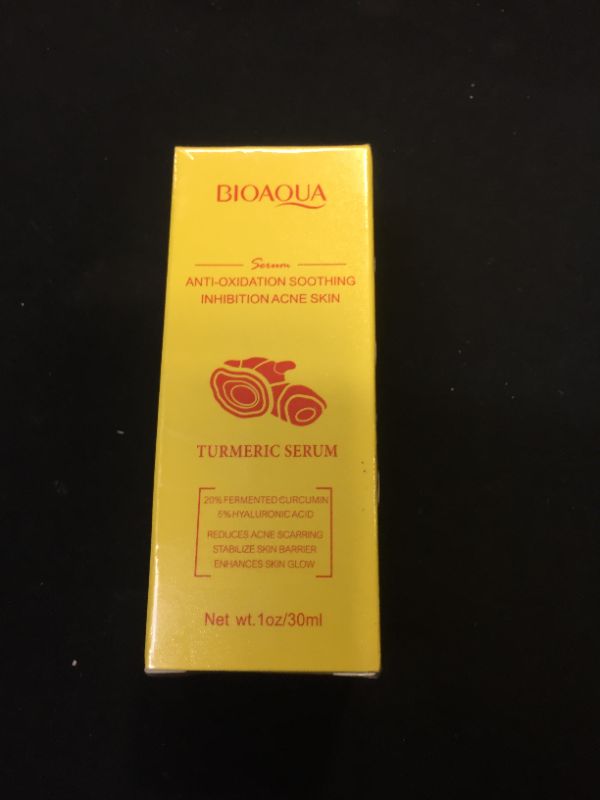 BIOAQUA
Serum
ANTI-OXIDATION SOOTHING
INHIBITION ACNE SKIN
TURMERIC SERUM
20% FERMENTED CURCUMIN
5% HYALURONIC ACID
REDUCES ACNE SCARRING
STABILIZE SKIN BARRIER
ENHANCES SKIN GLOW
Net wt.1oz/30ml